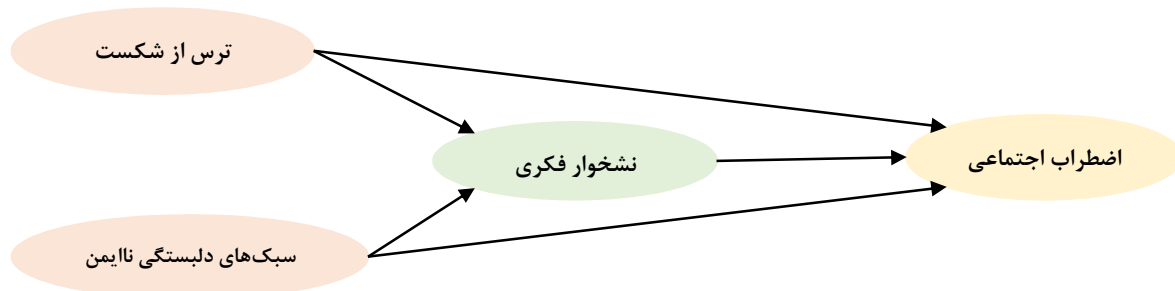 ترس از شکست
نشخوار فکری
اضطراب اجتماعی
سبک‌های دلبستگی ناایمن